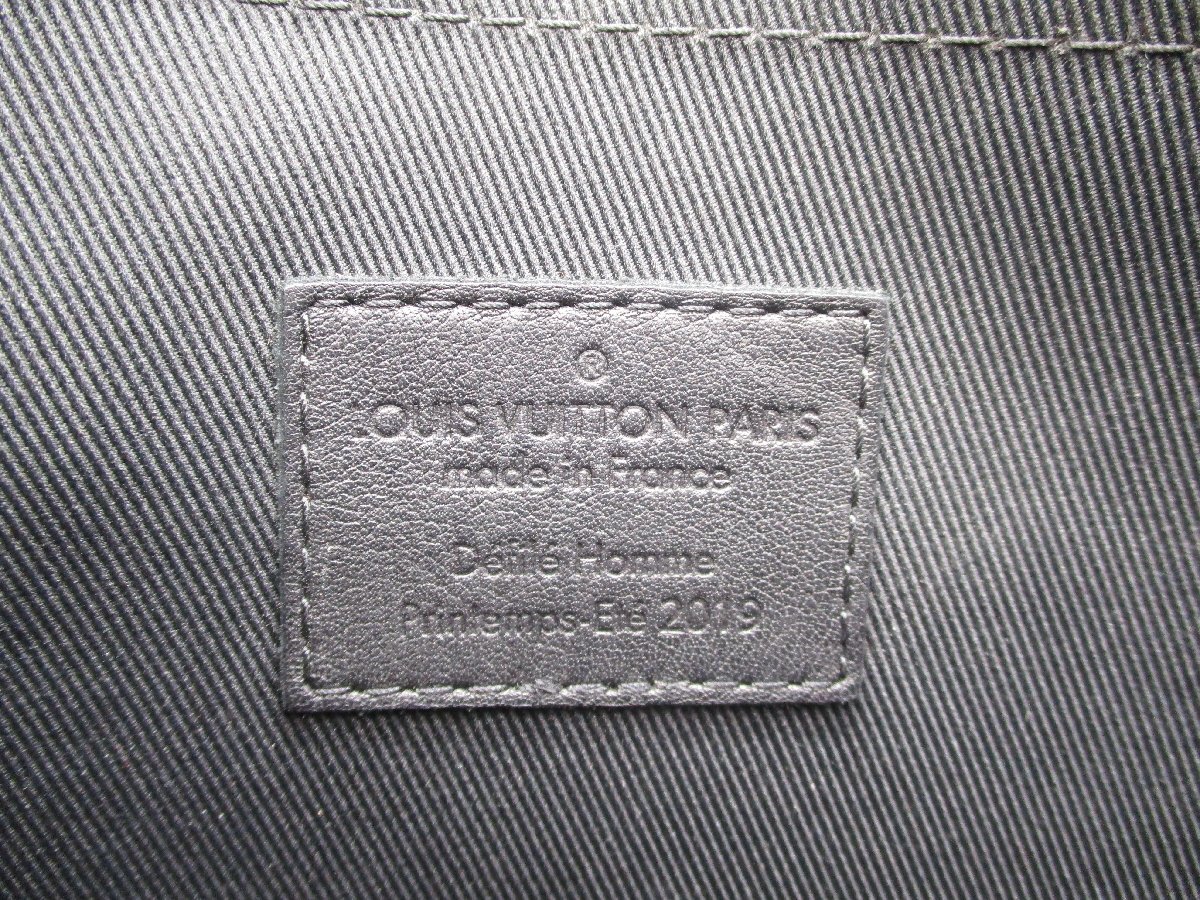 ®
LOUIS VUITTON PARIS
made in France
Défilé Homme
Printemps-Eté 2019